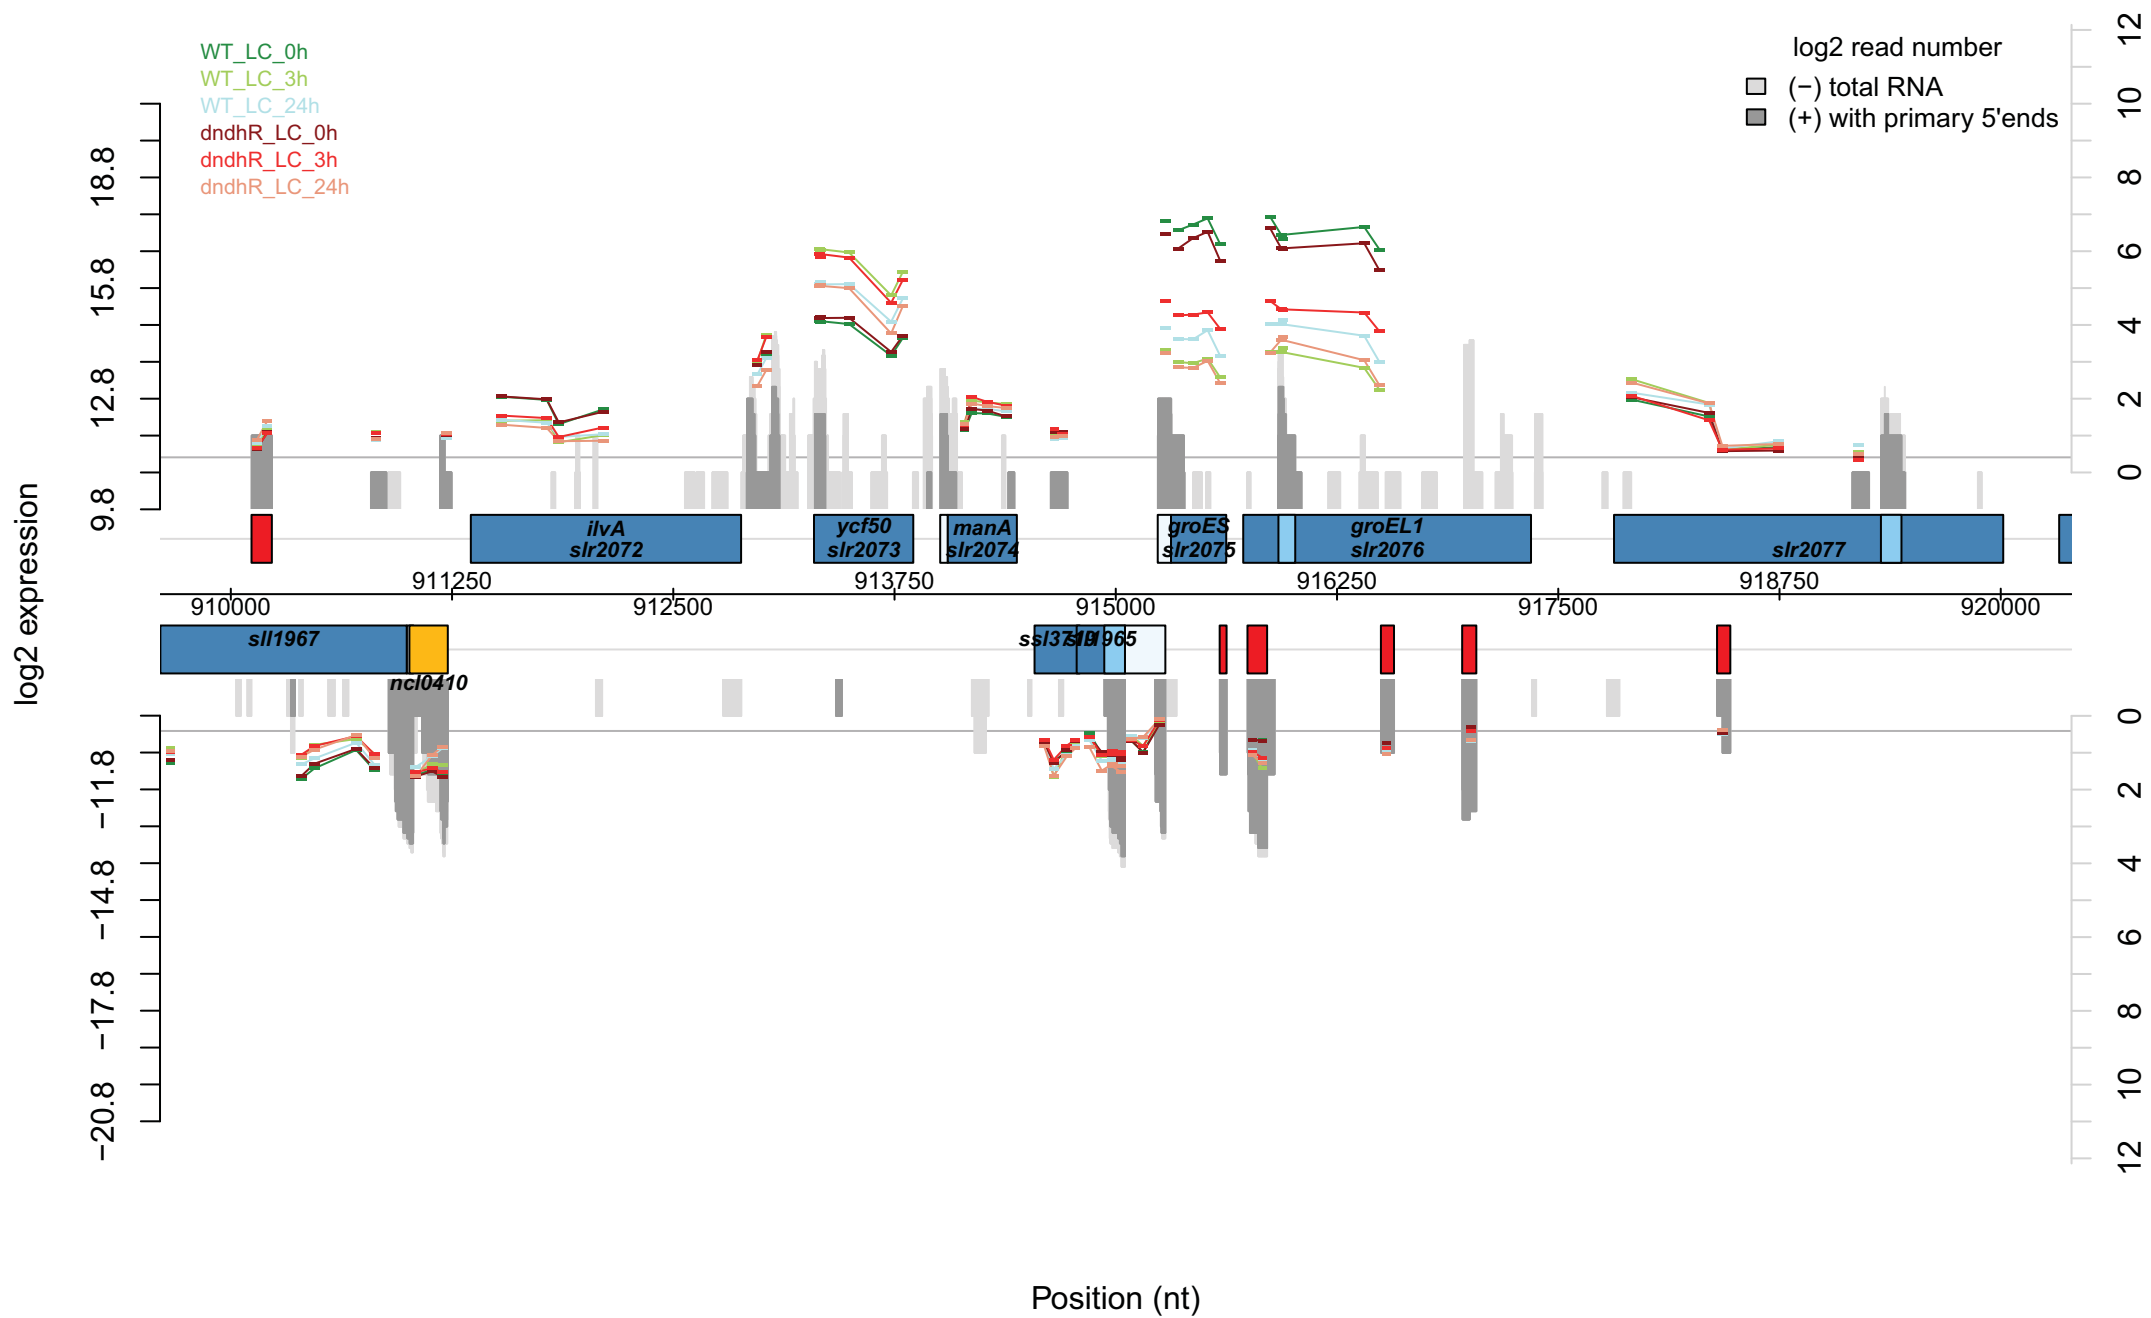 WT_LC_0h
WT_LC_3h
WT_LC_24h
dndhR_LC_0h
dndhR_LC_3h
dndhR_LC_24h
log2 read number
(−) total RNA
(+) with primary 5'ends
log2 expression
18.8
15.8
12.8
9.8
12
10
8
6
4
2
0
ilvA
slr2072
ycf50
slr2073
manA
slr2074
groES
slr2075
groEL1
slr2076
slr2077
911250 913750 916250 918750
910000 912500 915000 917500 920000
sll1967
ncl0410
sll1965
−11.8
−14.8
−17.8
−20.8
0
2
4
6
8
10
12
Position (nt)